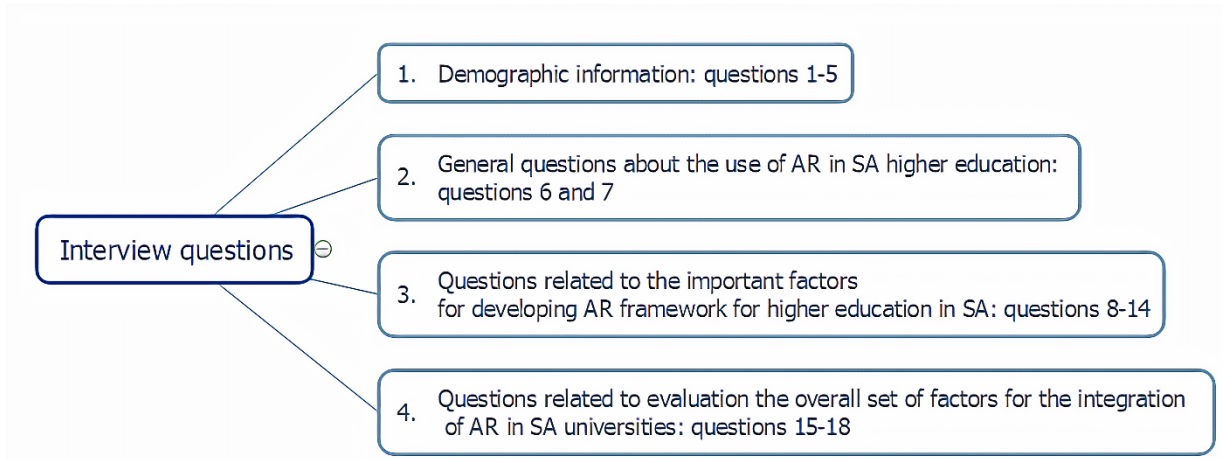 1. Demographic information: questions 1-5
2. General questions about the use of AR in SA higher education:
questions 6 and 7
Interview questions
3. Questions related to the important factors
for developing AR framework for higher education in SA: questions 8-14
4. Questions related to evaluation the overall set of factors for the integration
of AR in SA universities: questions 15-18